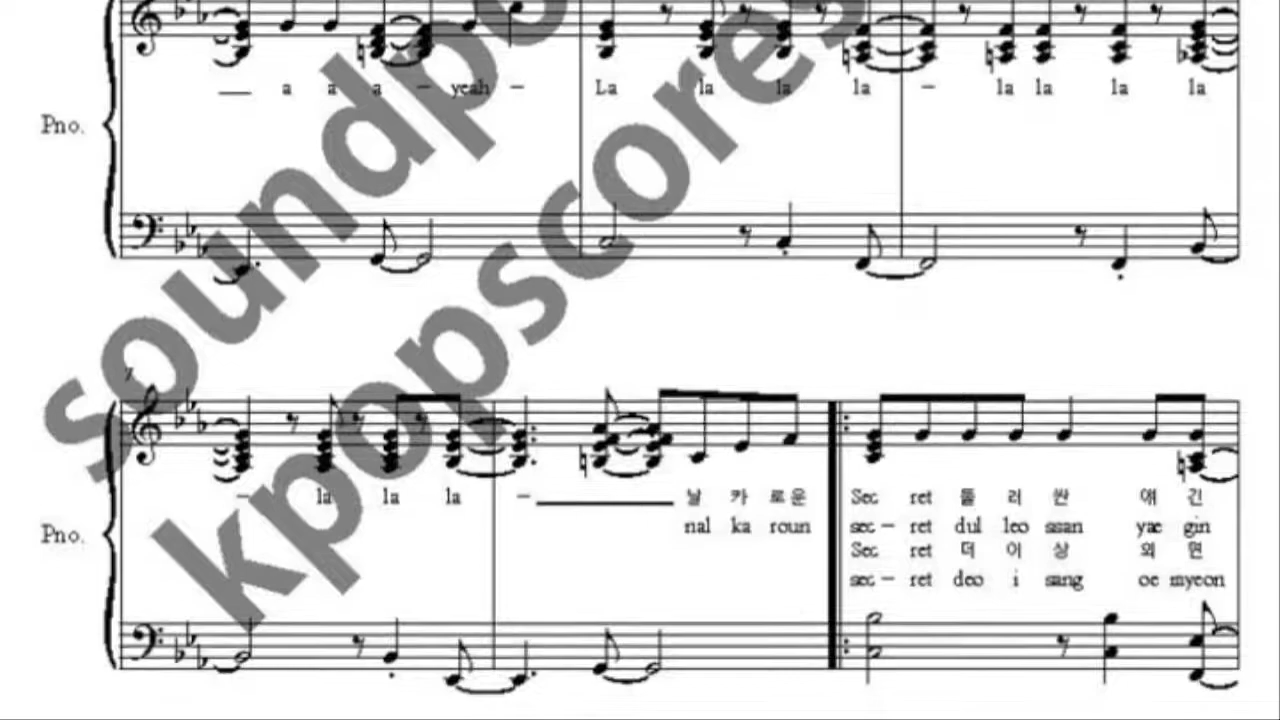 a a a – yeah – La la la la – la la la la
Pno.
7
– la la la – 날 카 로운 Sec ret 둘 러 싼 얘 긴
nal ka roun sec – ret dul leo ssan yae gin
Sec ret 더 이 상 외 면
Pno.
sec – ret deo i sang oe myeon
kpopscores